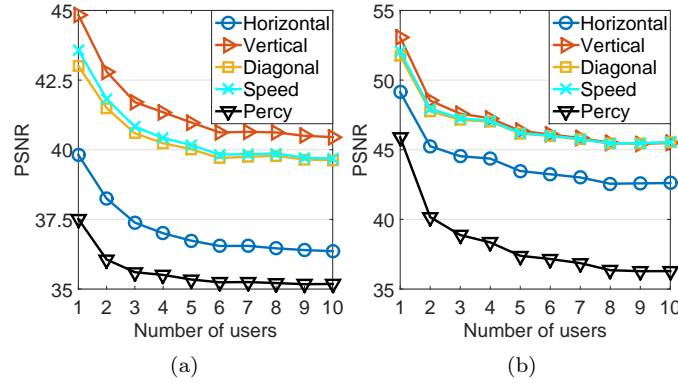 45
42.5
40
37.5
35
PSNR
1 2 3 4 5 6 7 8 9 10
Number of users
Horizontal
Vertical
Diagonal
Speed
Percy
(a)
55
50
45
40
35
PSNR
1 2 3 4 5 6 7 8 9 10
Number of users
Horizontal
Vertical
Diagonal
Speed
Percy
(b)